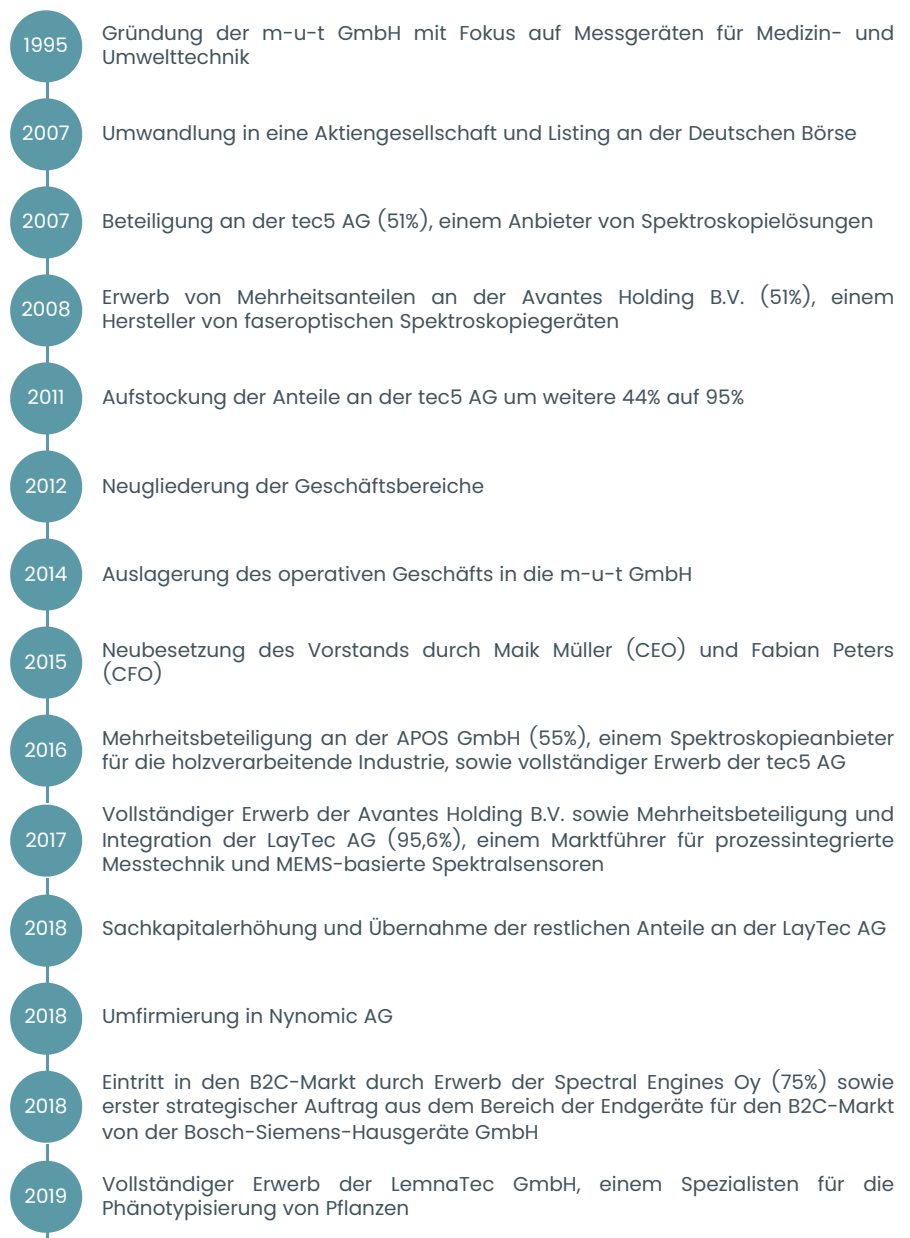 1995
Gründung der m-u-t GmbH mit Fokus auf Messgeräten für Medizin- und
Umwelttechnik
2007
Umwandlung in eine Aktiengesellschaft und Listing an der Deutschen Börse
2007
Beteiligung an der tec5 AG (51%), einem Anbieter von Spektroskopielösungen
2008
Erwerb von Mehrheitsanteilen an der Avantes Holding B.V. (51%), einem
Hersteller von faseroptischen Spektroskopiegeräten
2011
Aufstockung der Anteile an der tec5 AG um weitere 44% auf 95%
2012
Neugliederung der Geschäftsbereiche
2014
Auslagerung des operativen Geschäfts in die m-u-t GmbH
2015
Neubesetzung des Vorstands durch Maik Müller (CEO) und Fabian Peters
(CFO)
2016
Mehrheitsbeteiligung an der APOS GmbH (55%), einem Spektroskopieanbieter
für die holzverarbeitende Industrie, sowie vollständiger Erwerb der tec5 AG
2017
Vollständiger Erwerb der Avantes Holding B.V. sowie Mehrheitsbeteiligung und
Integration der LayTec AG (95,6%), einem Marktführer für prozessintegrierte
Messtechnik und MEMS-basierte Spektralsensoren
2018
Sachkapitalerhöhung und Übernahme der restlichen Anteile an der LayTec AG
2018
Umfirmierung in Nynomic AG
2018
Eintritt in den B2C-Markt durch Erwerb der Spectral Engines Oy (75%) sowie
erster strategischer Auftrag aus dem Bereich der Endgeräte für den B2C-Markt
von der Bosch-Siemens-Hausgeräte GmbH
2019
Vollständiger Erwerb der LemnaTec GmbH, einem Spezialisten für die
Phänotypisierung von Pflanzen